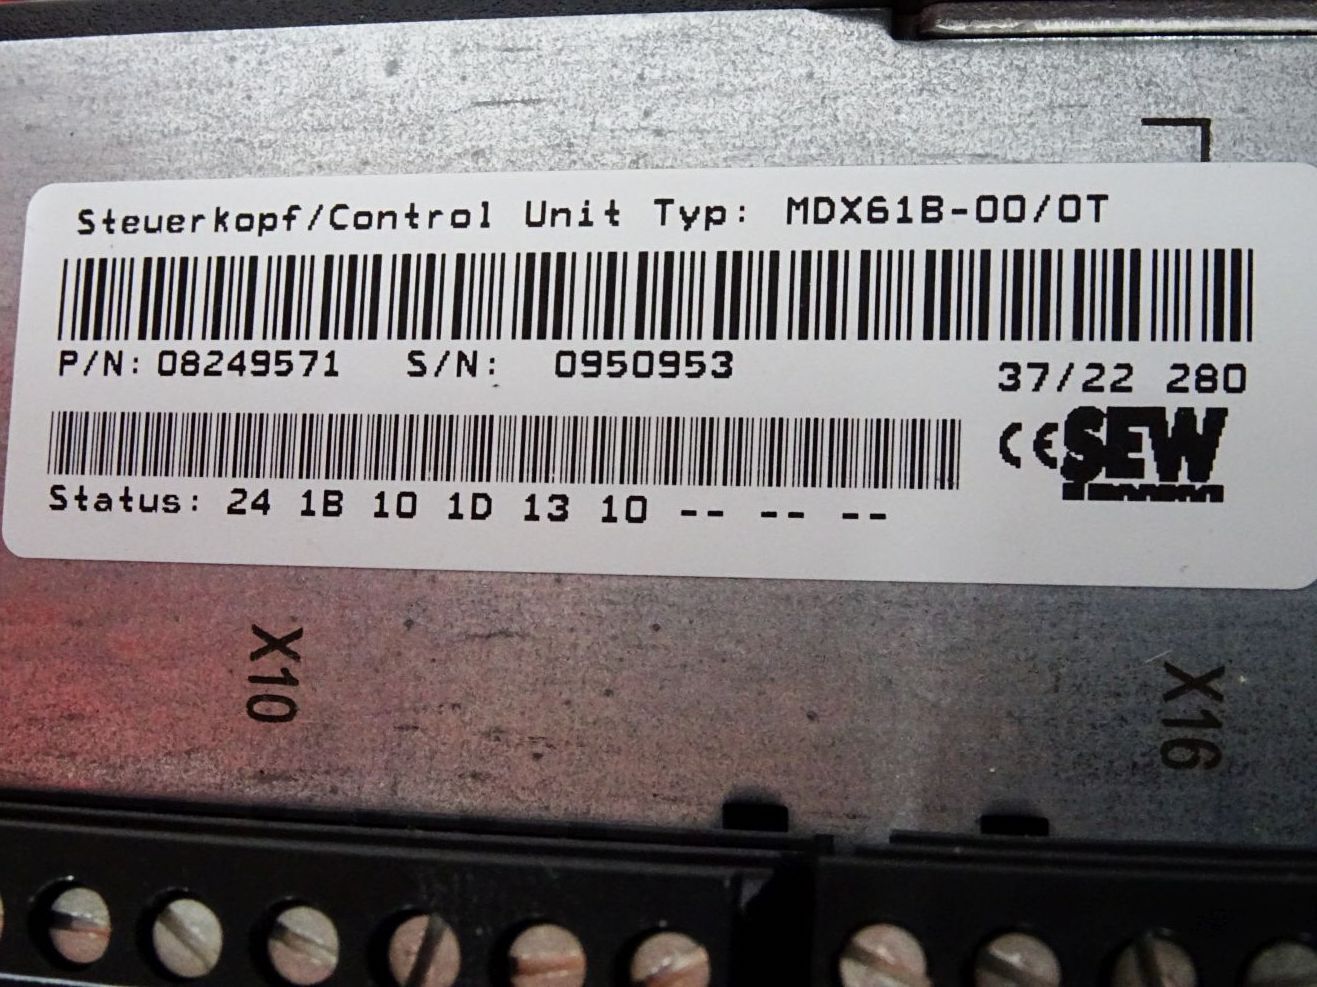 Steuerkopf/Control Unit Typ: MDX61B-00/0T
P/N: 08249571 S/N: 0950953
37/22 280
CE SEW
Status: 24 1B 10 1D 13 10 -- -- --
X10
X16